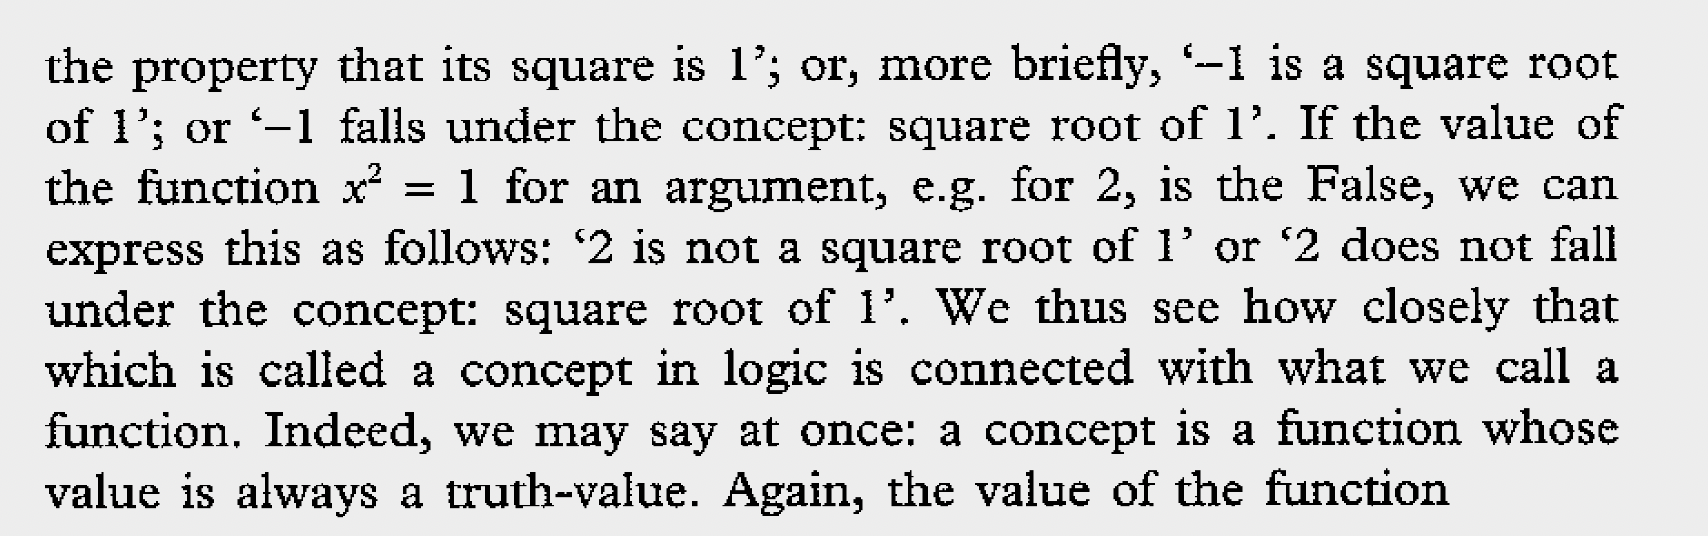 the property that its square is 1’; or, more briefly, ‘−1 is a square root
of 1’; or ‘−1 falls under the concept: square root of 1’. If the value of
the function x² = 1 for an argument, e.g. for 2, is the False, we can
express this as follows: ‘2 is not a square root of 1’ or ‘2 does not fall
under the concept: square root of 1’. We thus see how closely that
which is called a concept in logic is connected with what we call a
function. Indeed, we may say at once: a concept is a function whose
value is always a truth-value. Again, the value of the function